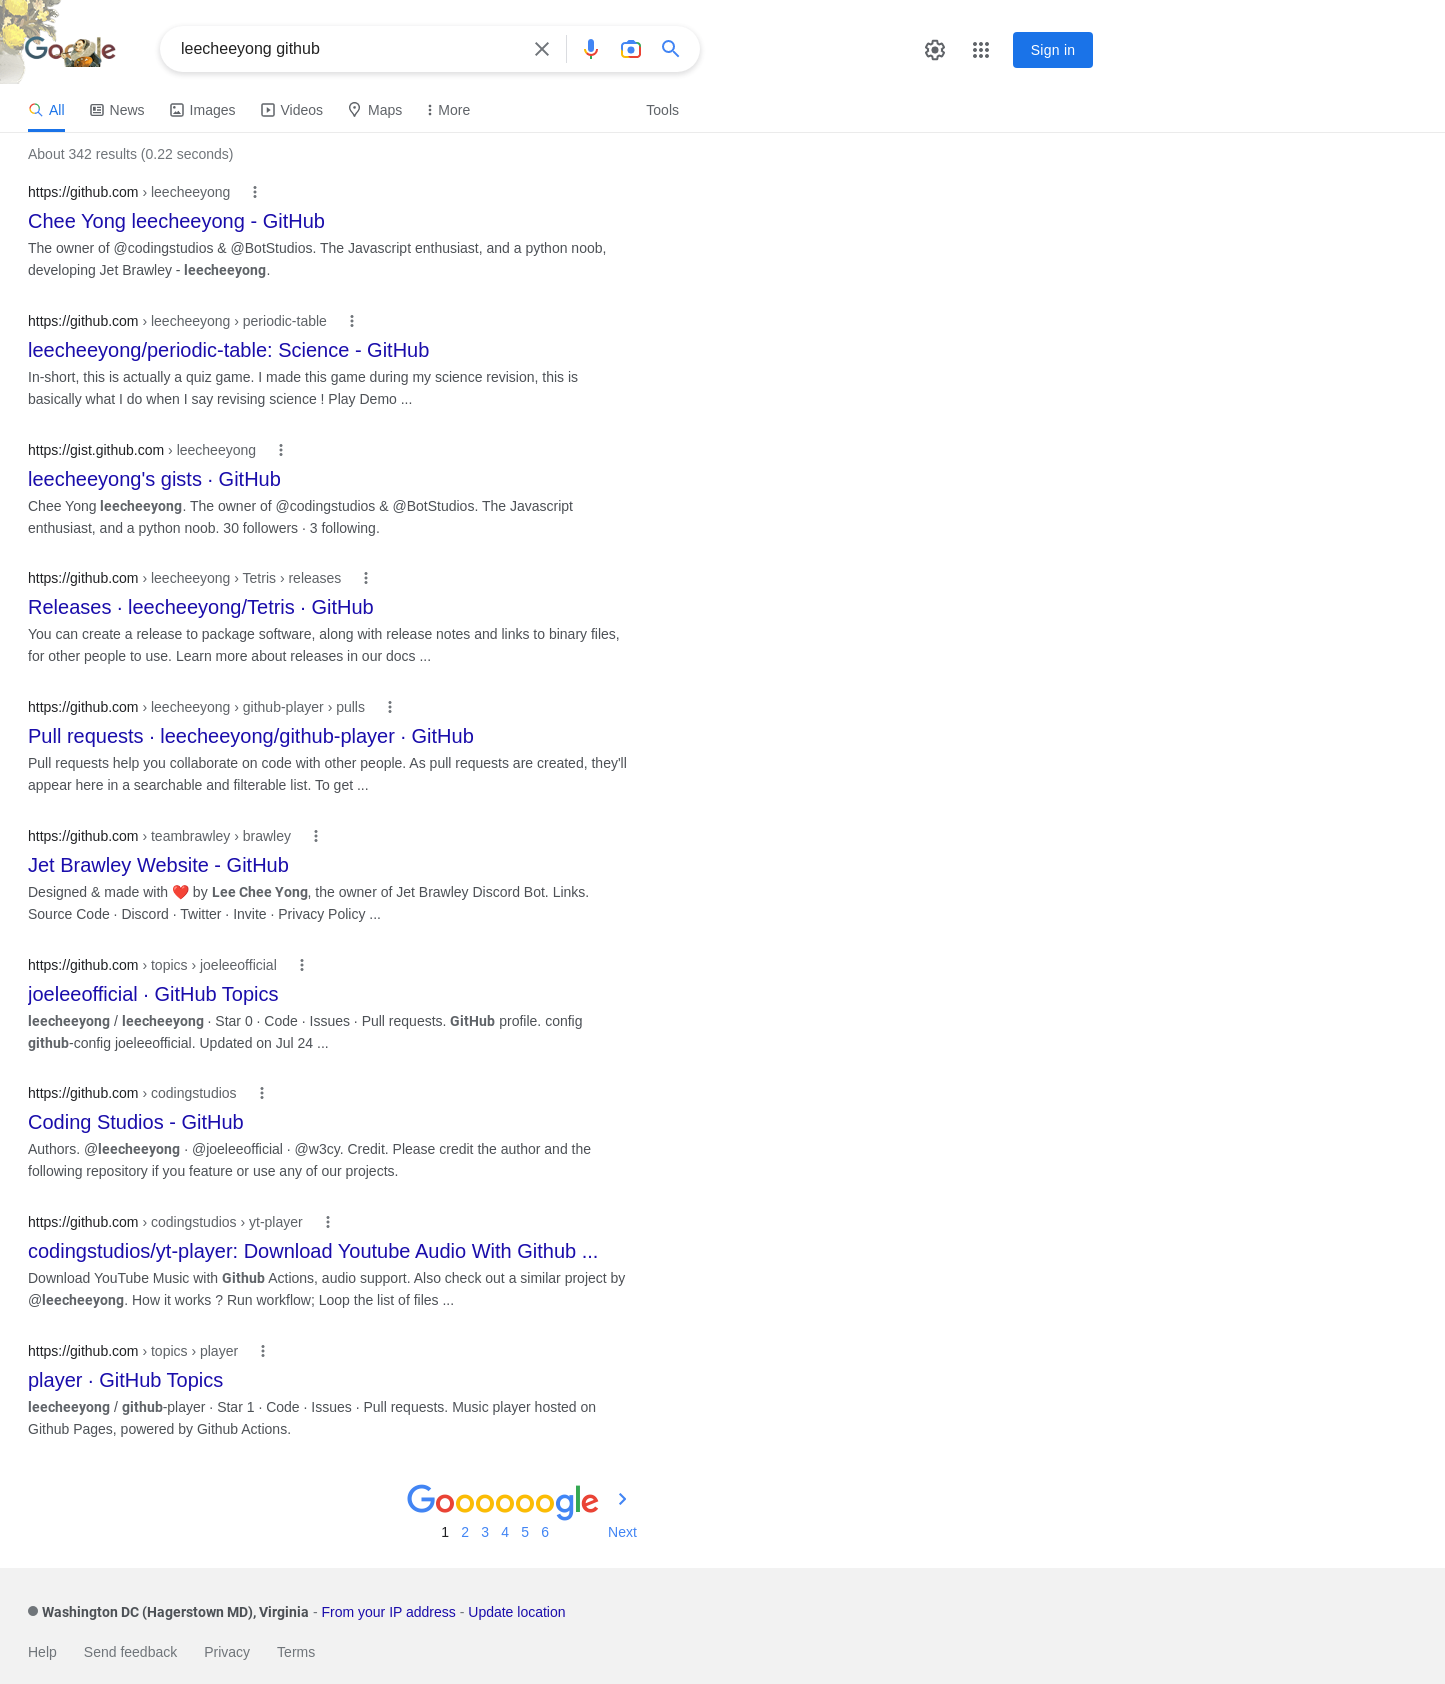 Google
leecheeyong github
Sign in
All News Images Videos Maps More Tools
About 342 results (0.22 seconds)
https://github.com › leecheeyong
Chee Yong leecheeyong - GitHub
The owner of @codingstudios & @BotStudios. The Javascript enthusiast, and a python noob,
developing Jet Brawley - leecheeyong.
https://github.com › leecheeyong › periodic-table
leecheeyong/periodic-table: Science - GitHub
In-short, this is actually a quiz game. I made this game during my science revision, this is
basically what I do when I say revising science ! Play Demo ...
https://gist.github.com › leecheeyong
leecheeyong's gists · GitHub
Chee Yong leecheeyong. The owner of @codingstudios & @BotStudios. The Javascript
enthusiast, and a python noob. 30 followers · 3 following.
https://github.com › leecheeyong › Tetris › releases
Releases · leecheeyong/Tetris · GitHub
You can create a release to package software, along with release notes and links to binary files,
for other people to use. Learn more about releases in our docs ...
https://github.com › leecheeyong › github-player › pulls
Pull requests · leecheeyong/github-player · GitHub
Pull requests help you collaborate on code with other people. As pull requests are created, they'll
appear here in a searchable and filterable list. To get ...
https://github.com › teambrawley › brawley
Jet Brawley Website - GitHub
Designed & made with ❤️ by Lee Chee Yong, the owner of Jet Brawley Discord Bot. Links.
Source Code · Discord · Twitter · Invite · Privacy Policy ...
https://github.com › topics › joeleeofficial
joeleeofficial · GitHub Topics
leecheeyong / leecheeyong · Star 0 · Code · Issues · Pull requests. GitHub profile. config
github-config joeleeofficial. Updated on Jul 24 ...
https://github.com › codingstudios
Coding Studios - GitHub
Authors. @leecheeyong · @joeleeofficial · @w3cy. Credit. Please credit the author and the
following repository if you feature or use any of our projects.
https://github.com › codingstudios › yt-player
codingstudios/yt-player: Download Youtube Audio With Github ...
Download YouTube Music with Github Actions, audio support. Also check out a similar project by
@leecheeyong. How it works ? Run workflow; Loop the list of files ...
https://github.com › topics › player
player · GitHub Topics
leecheeyong / github-player · Star 1 · Code · Issues · Pull requests. Music player hosted on
Github Pages, powered by Github Actions.
Goooooogle
1 2 3 4 5 6 Next
Washington DC (Hagerstown MD), Virginia - From your IP address - Update location
Help Send feedback Privacy Terms